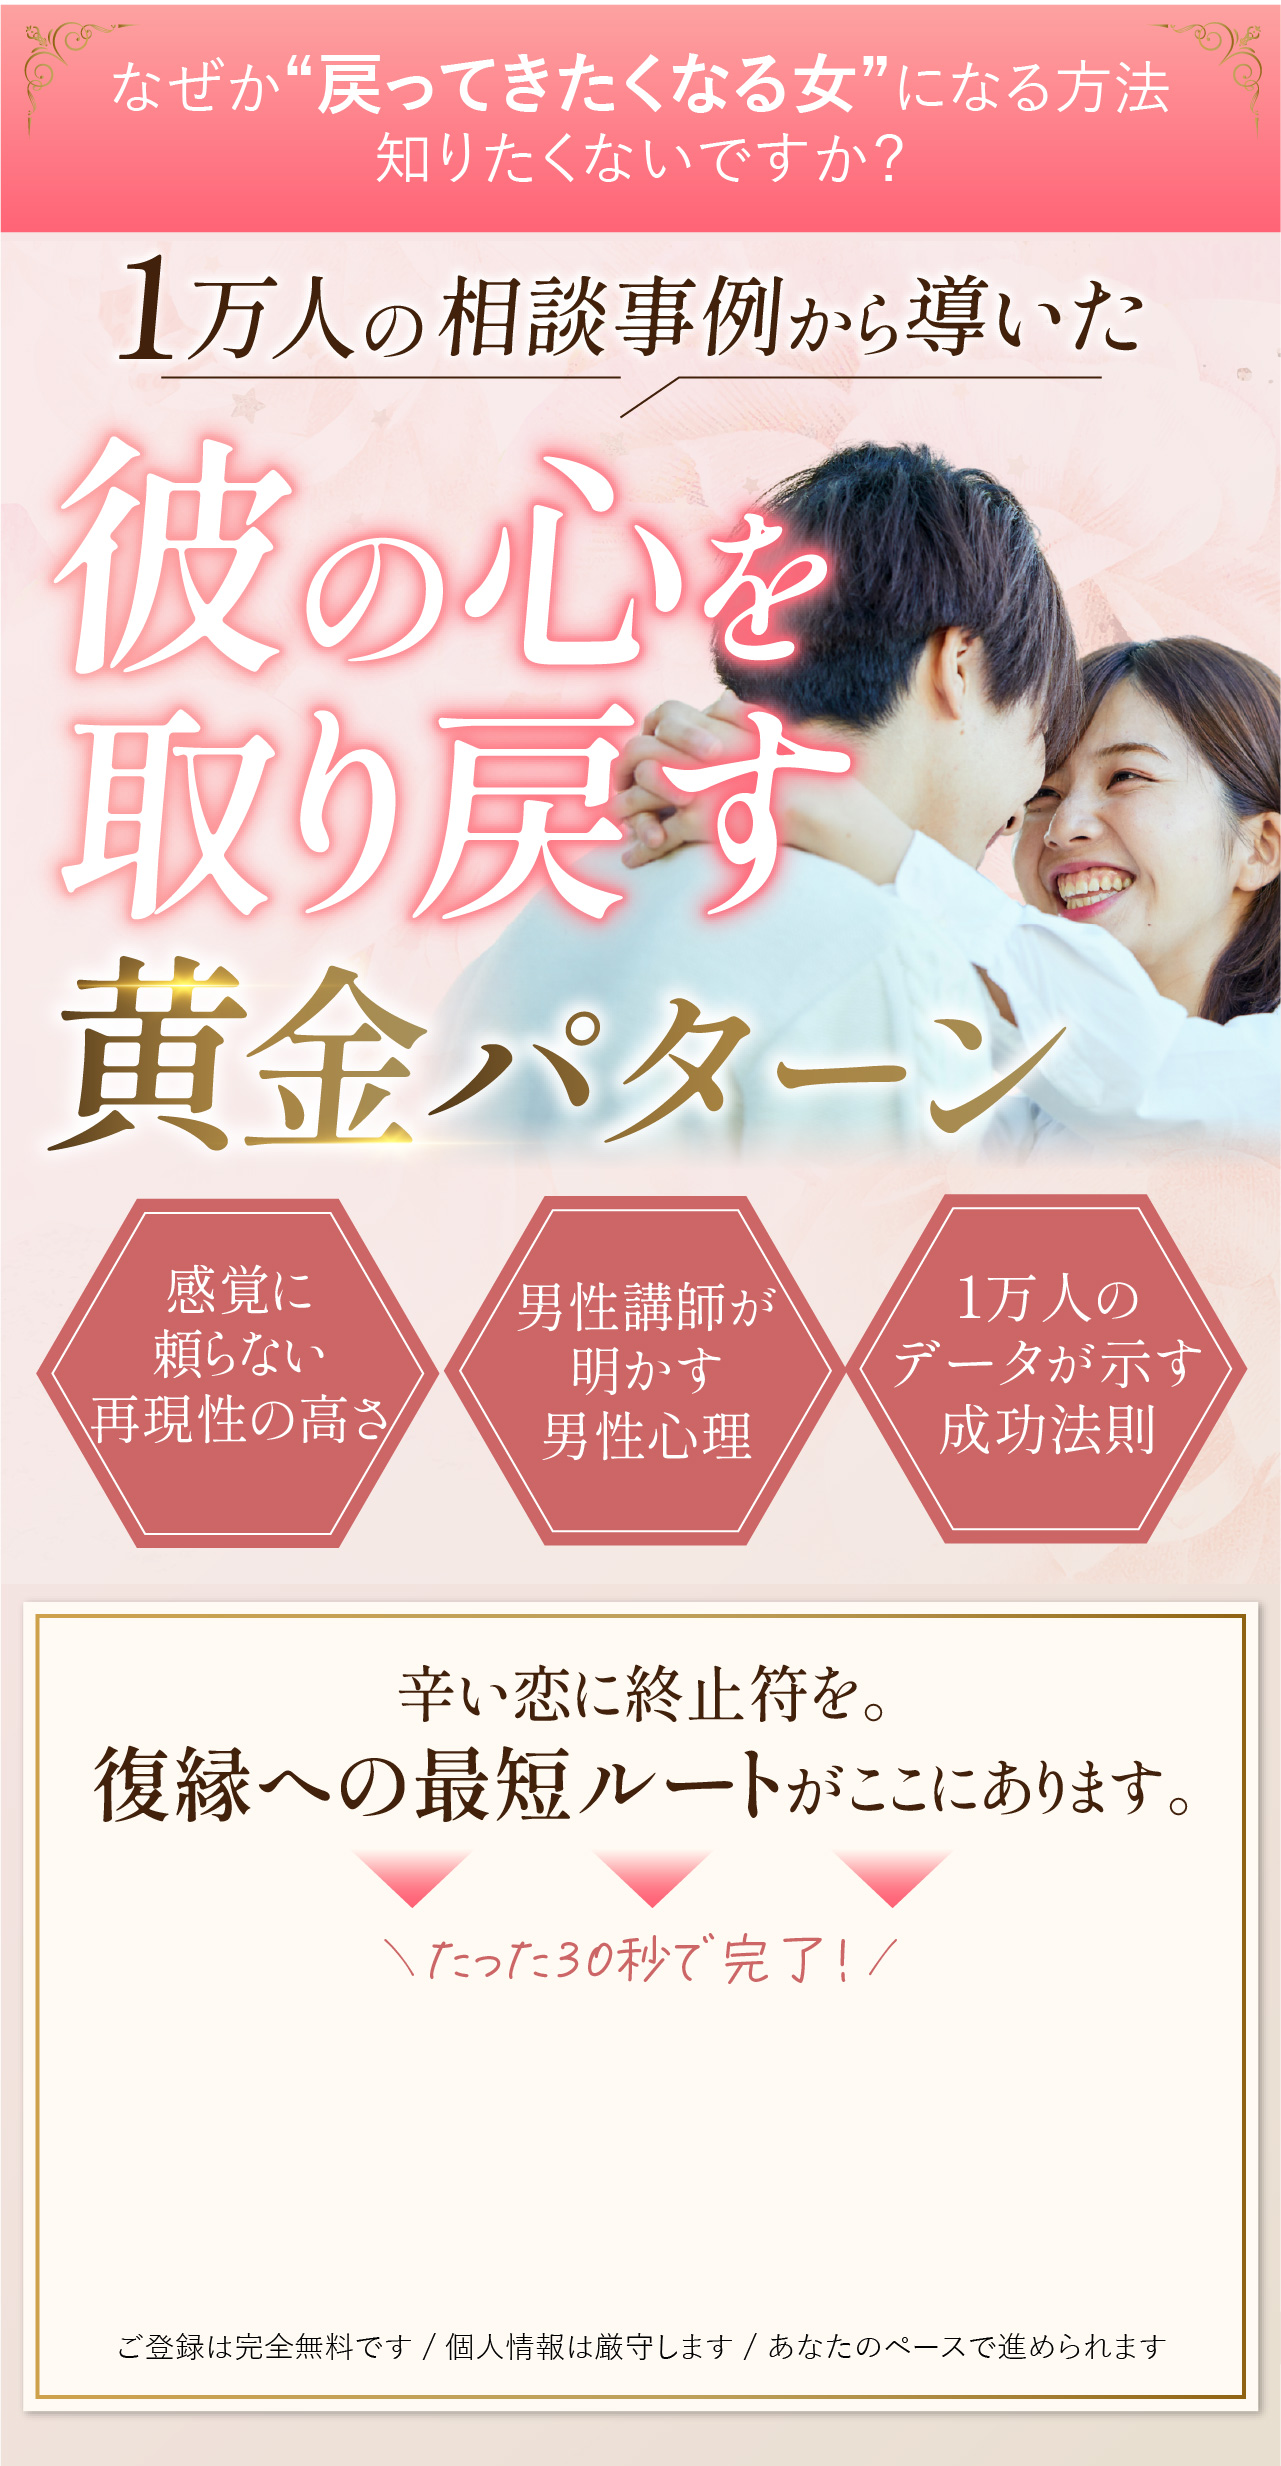 なぜか“戻ってきたくなる女”になる方法
知りたくないですか？
1万人の相談事例から導いた
彼の心を
取り戻す
黄金パターン
感覚に
頼らない
再現性の高さ
男性講師が
明かす
男性心理
1万人の
データが示す
成功法則
辛い恋に終止符を。
復縁への最短ルートがここにあります。
\たった30秒で完了！/
ご登録は完全無料です / 個人情報は厳守します / あなたのペースで進められます